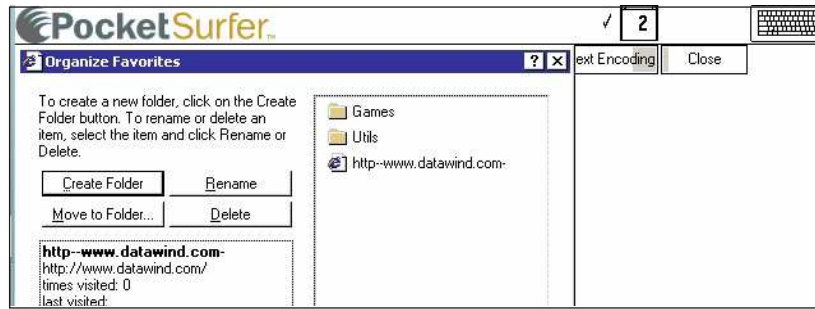 PocketSurfer™
√ 2
Organize Favorites ? ×
ext Encoding Close
To create a new folder, click on the Create
Folder button. To rename or delete an
item, select the item and click Rename or
Delete.
Create Folder Rename
Move to Folder... Delete
http--www.datawind.com-
http://www.datawind.com/
times visited: 0
last visited:
Games
Utils
http--www.datawind.com-